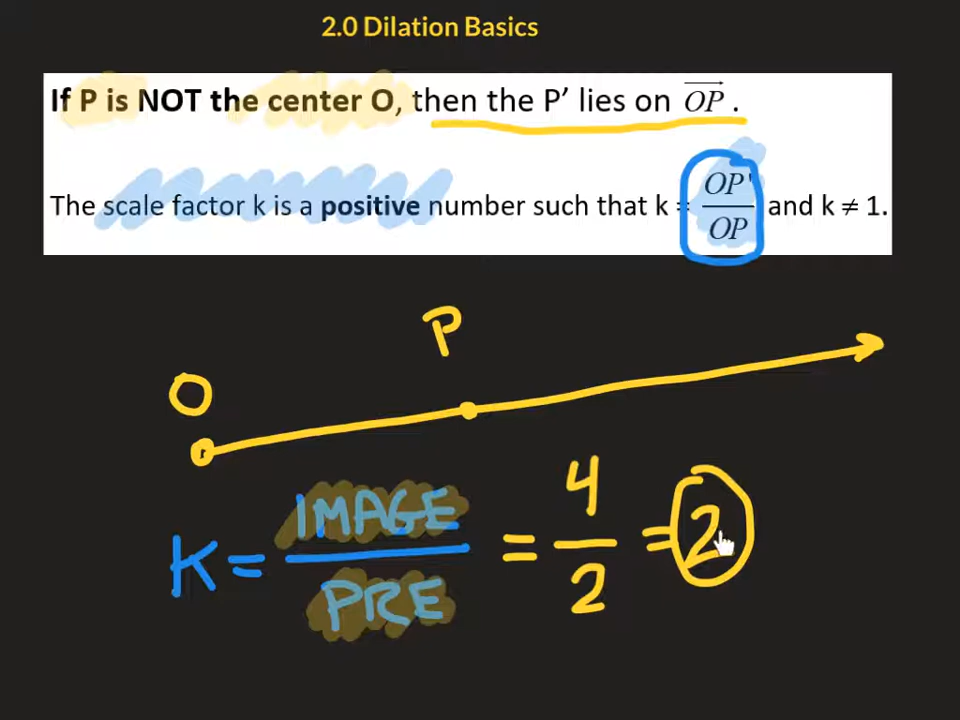 2.0 Dilation Basics
If P is NOT the center O, then the P’ lies on OP .
The scale factor k is a positive number such that k = OP' / OP and k ≠ 1.
P
O
K = IMAGE / PRE = 4 / 2 = 2